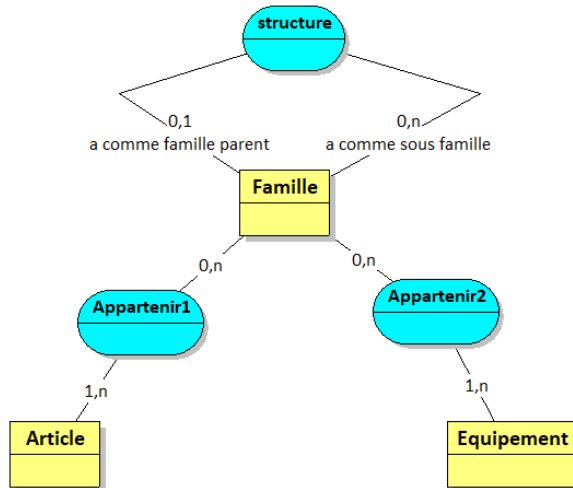 structure
0,1
0,n
a comme famille parent
a comme sous famille
Famille
0,n
0,n
Appartenir1
Appartenir2
1,n
1,n
Article
Equipement